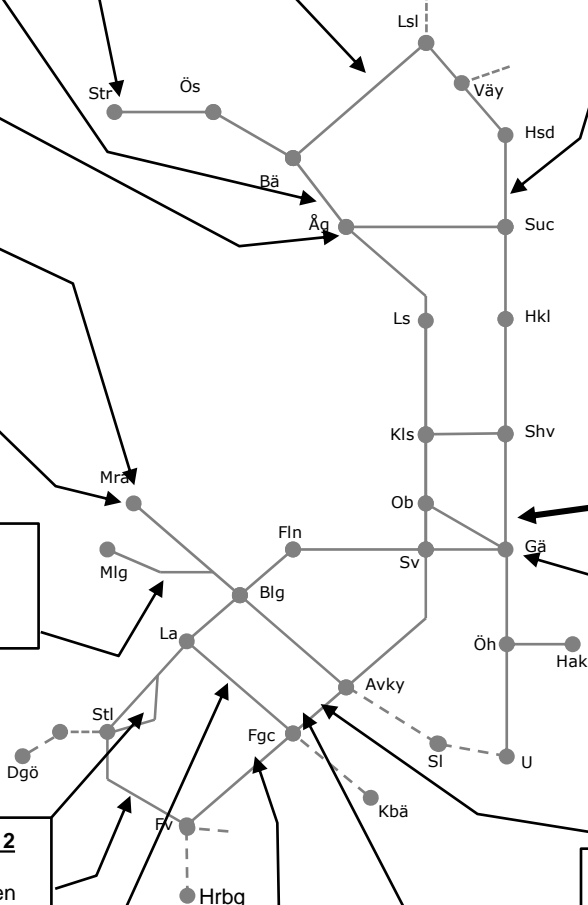 Lsl
Väy
Str
Ös
Hsd
Bä
Åg
Suc
Ls
Hkl
Kls
Shv
Mra
Ob
Fln
Sv
Gä
Mlg
Blg
La
Öh
Hak
Avky
Stl
Fgc
Sl
U
Dgö
Kbä
Fv
2
en
Hrbg